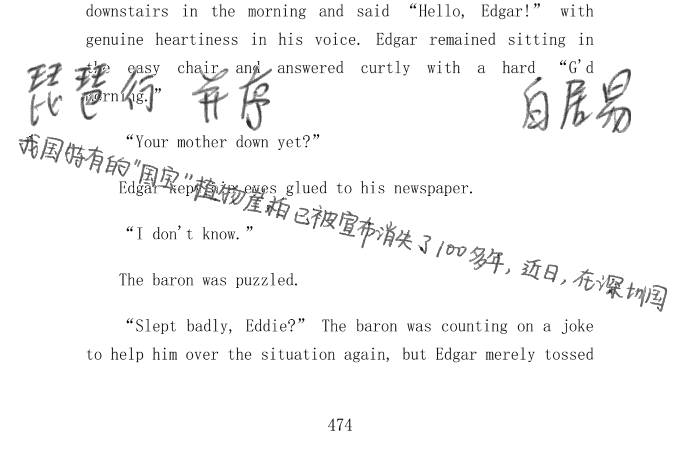 downstairs in the morning and said “Hello, Edgar!” with
genuine heartiness in his voice. Edgar remained sitting in
the easy chair and answered curtly with a hard “G'd
morning.”
琵琶行 并序 白居易
“Your mother down yet?”
我国特有的“国宝”植物崖柏已被宣布消失了100多年，近日，在深圳国
Edgar kept his eyes glued to his newspaper.
“I don't know.”
The baron was puzzled.
“Slept badly, Eddie?” The baron was counting on a joke
to help him over the situation again, but Edgar merely tossed
474